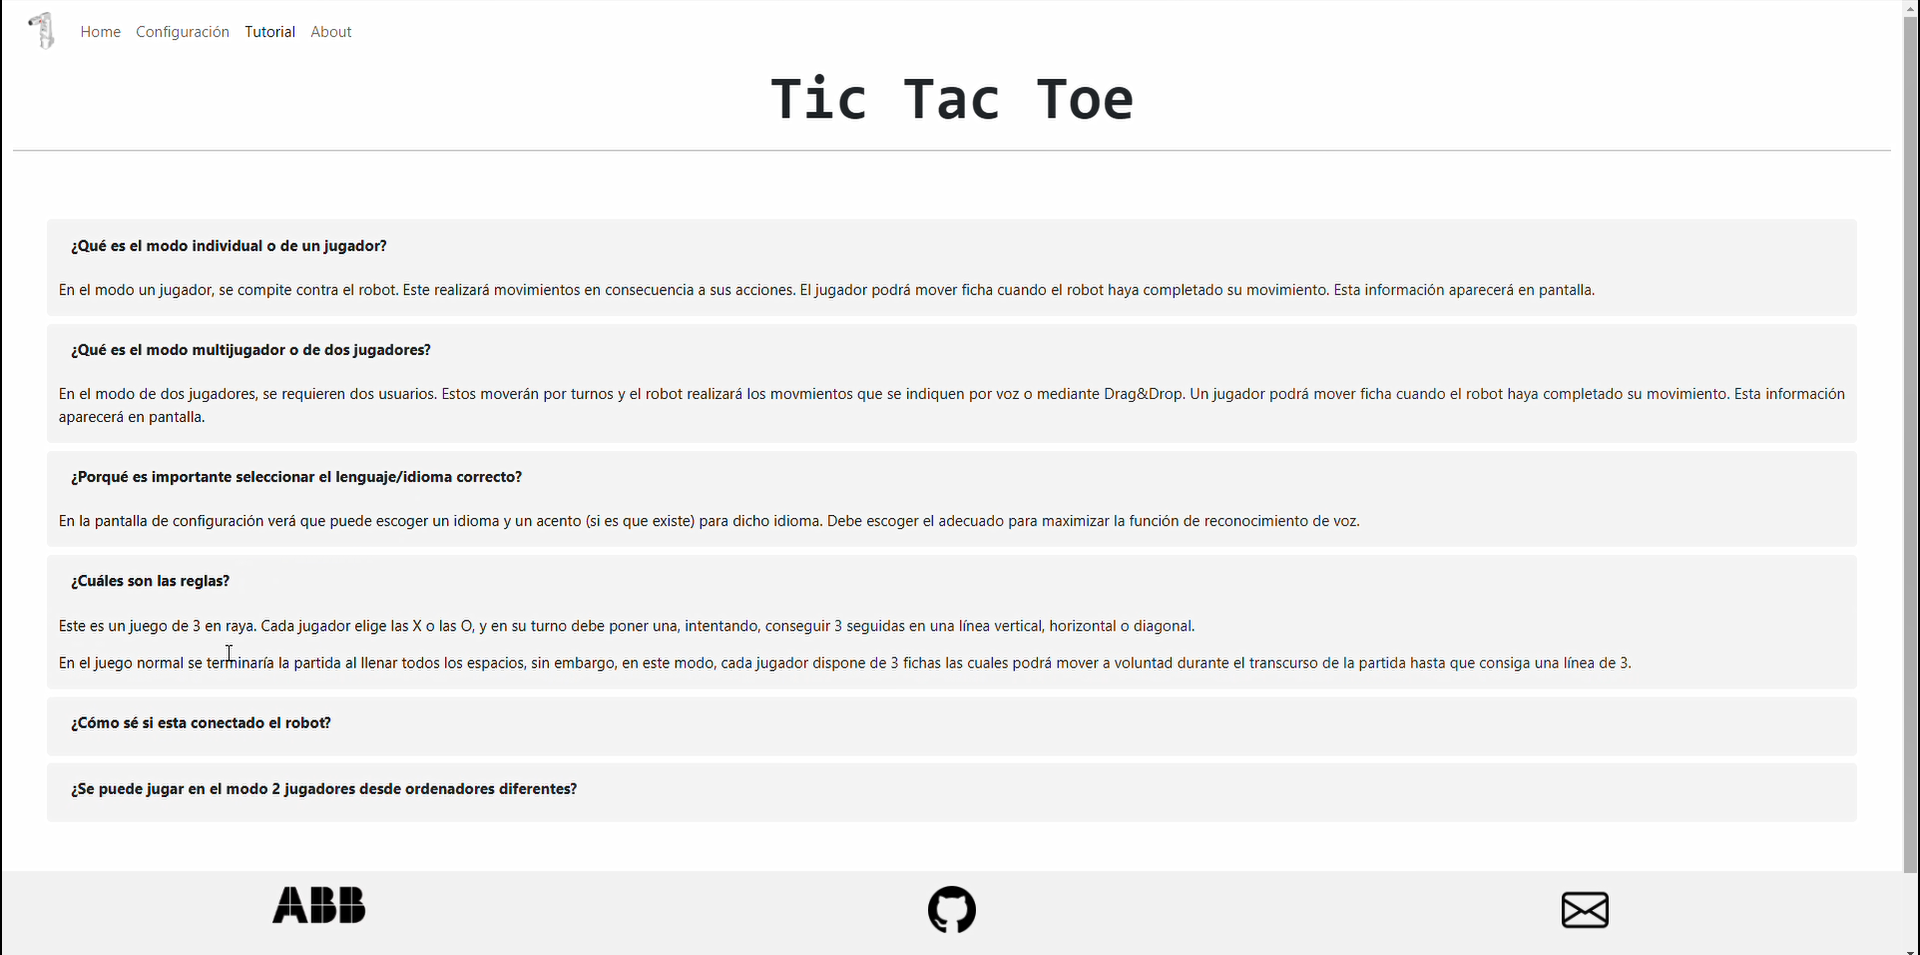 Home Configuración Tutorial About
Tic Tac Toe
¿Qué es el modo individual o de un jugador?
En el modo un jugador, se compite contra el robot. Este realizará movimientos en consecuencia a sus acciones. El jugador podrá mover ficha cuando el robot haya completado su movimiento. Esta información aparecerá en pantalla.
¿Qué es el modo multijugador o de dos jugadores?
En el modo de dos jugadores, se requieren dos usuarios. Estos moverán por turnos y el robot realizará los movmientos que se indiquen por voz o mediante Drag&Drop. Un jugador podrá mover ficha cuando el robot haya completado su movimiento. Esta información
aparecerá en pantalla.
¿Porqué es importante seleccionar el lenguaje/idioma correcto?
En la pantalla de configuración verá que puede escoger un idioma y un acento (si es que existe) para dicho idioma. Debe escoger el adecuado para maximizar la función de reconocimiento de voz.
¿Cuáles son las reglas?
Este es un juego de 3 en raya. Cada jugador elige las X o las O, y en su turno debe poner una, intentando, conseguir 3 seguidas en una línea vertical, horizontal o diagonal.
En el juego normal se terminaría la partida al llenar todos los espacios, sin embargo, en este modo, cada jugador dispone de 3 fichas las cuales podrá mover a voluntad durante el transcurso de la partida hasta que consiga una línea de 3.
¿Cómo sé si esta conectado el robot?
¿Se puede jugar en el modo 2 jugadores desde ordenadores diferentes?
ABB